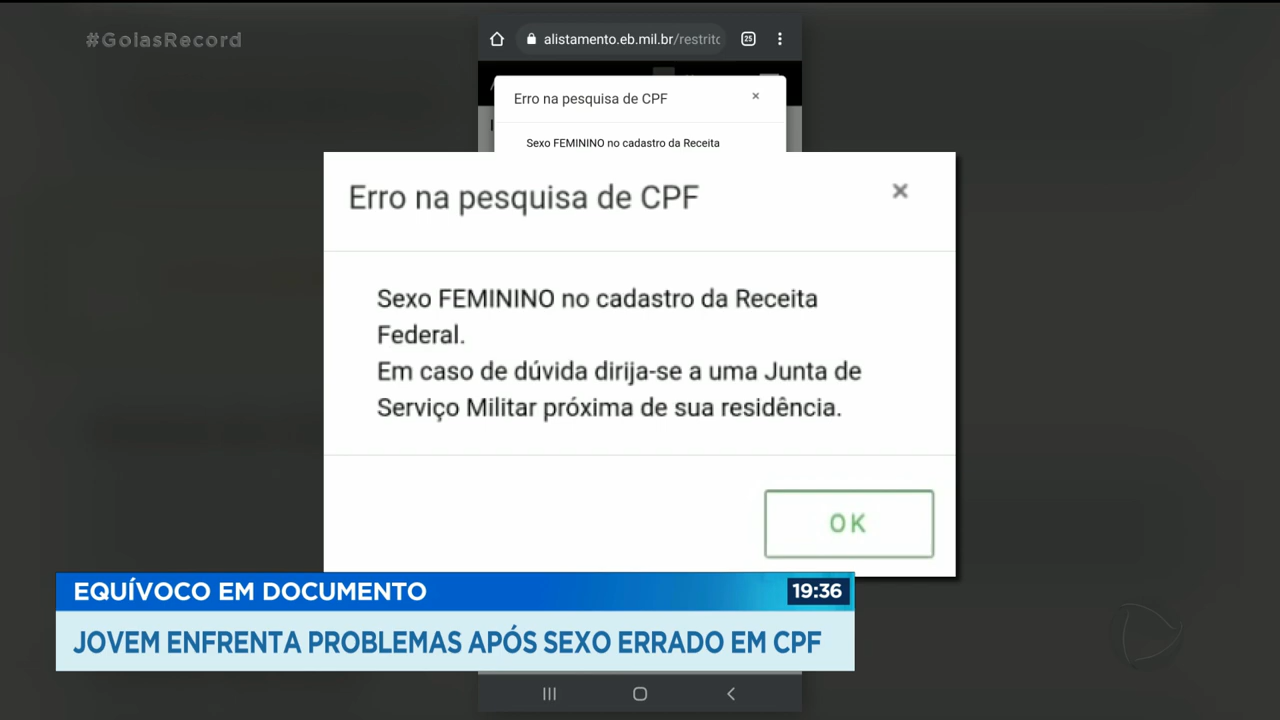 #GoiasRecord
alistamento.eb.mil.br/restrito
25
Erro na pesquisa de CPF
Sexo FEMININO no cadastro da Receita
Erro na pesquisa de CPF
Sexo FEMININO no cadastro da Receita
Federal.
Em caso de dúvida dirija-se a uma Junta de
Serviço Militar próxima de sua residência.
OK
EQUÍVOCO EM DOCUMENTO
19:36
JOVEM ENFRENTA PROBLEMAS APÓS SEXO ERRADO EM CPF